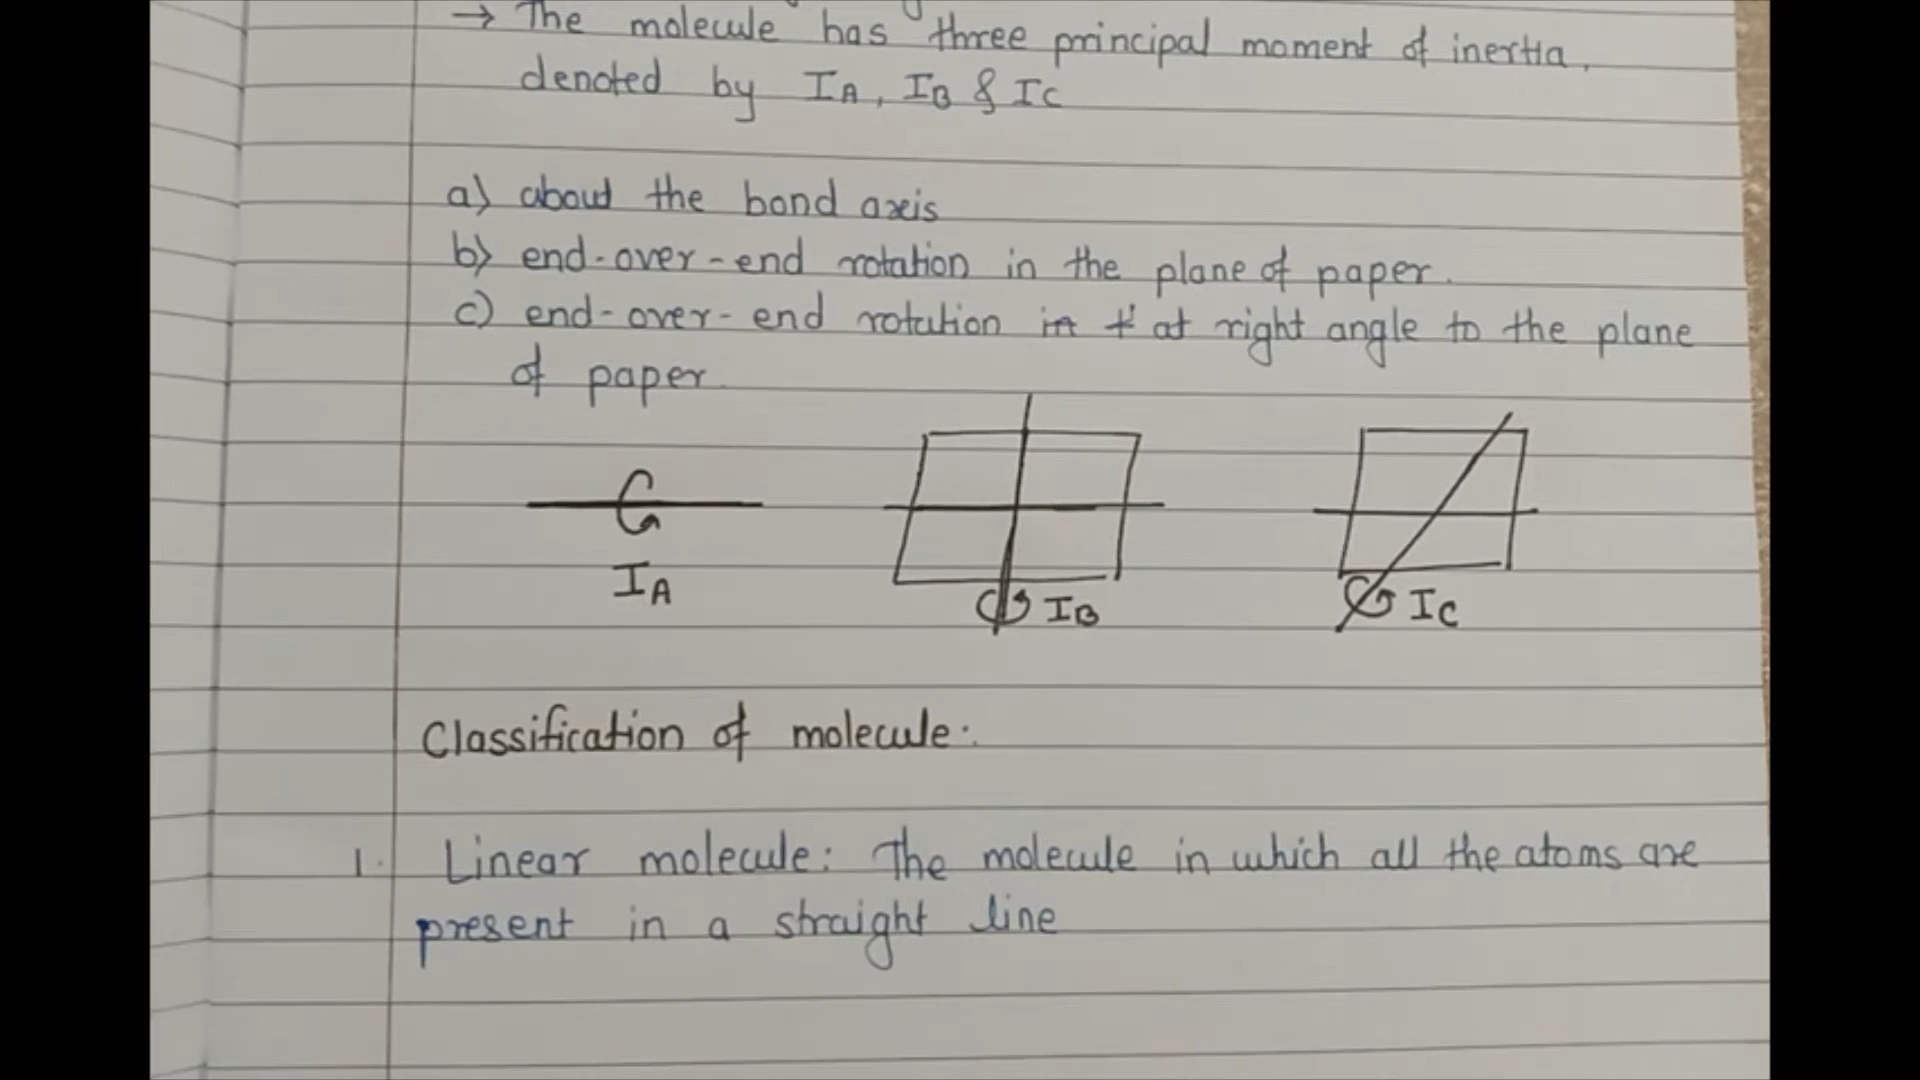 → The molecule has three principal moment of inertia,
denoted by IA, IB & IC
a) about the bond axis
b) end-over-end rotation in the plane of paper.
c) end-over-end rotation in t at right angle to the plane
of paper.
IA
IB
IC
Classification of molecule:
1. Linear molecule: The molecule in which all the atoms are
present in a straight line